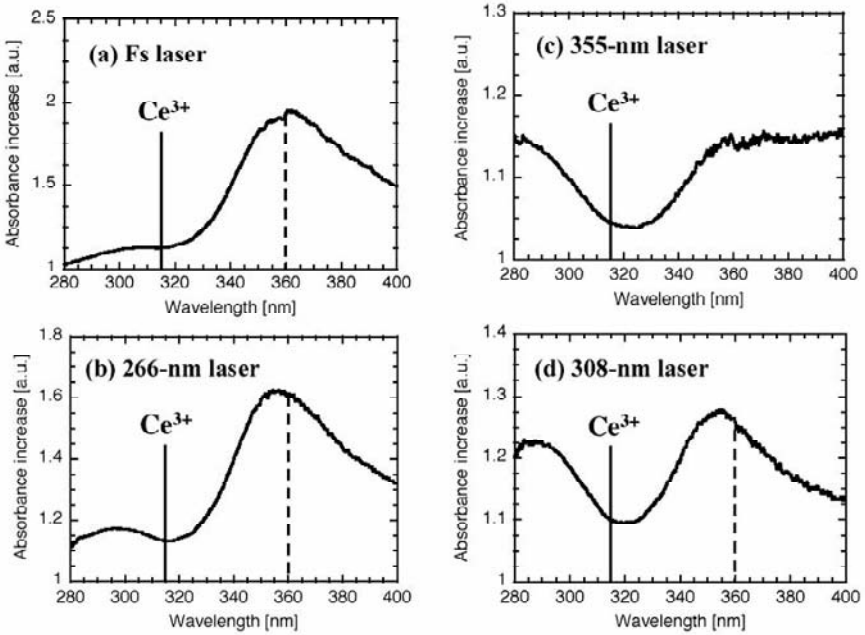 (a) Fs laser
Ce³⁺
Absorbance increase [a.u.]
2.5
2
1.5
1
280 300 320 340 360 380 400
Wavelength [nm]
(c) 355-nm laser
Ce³⁺
Absorbance increase [a.u.]
1.3
1.2
1.1
1
280 300 320 340 360 380 400
Wavelength [nm]
(b) 266-nm laser
Ce³⁺
Absorbance increase [a.u.]
1.8
1.6
1.4
1.2
1
280 300 320 340 360 380 400
Wavelength [nm]
(d) 308-nm laser
Ce³⁺
Absorbance increase [a.u.]
1.4
1.3
1.2
1.1
1
280 300 320 340 360 380 400
Wavelength [nm]